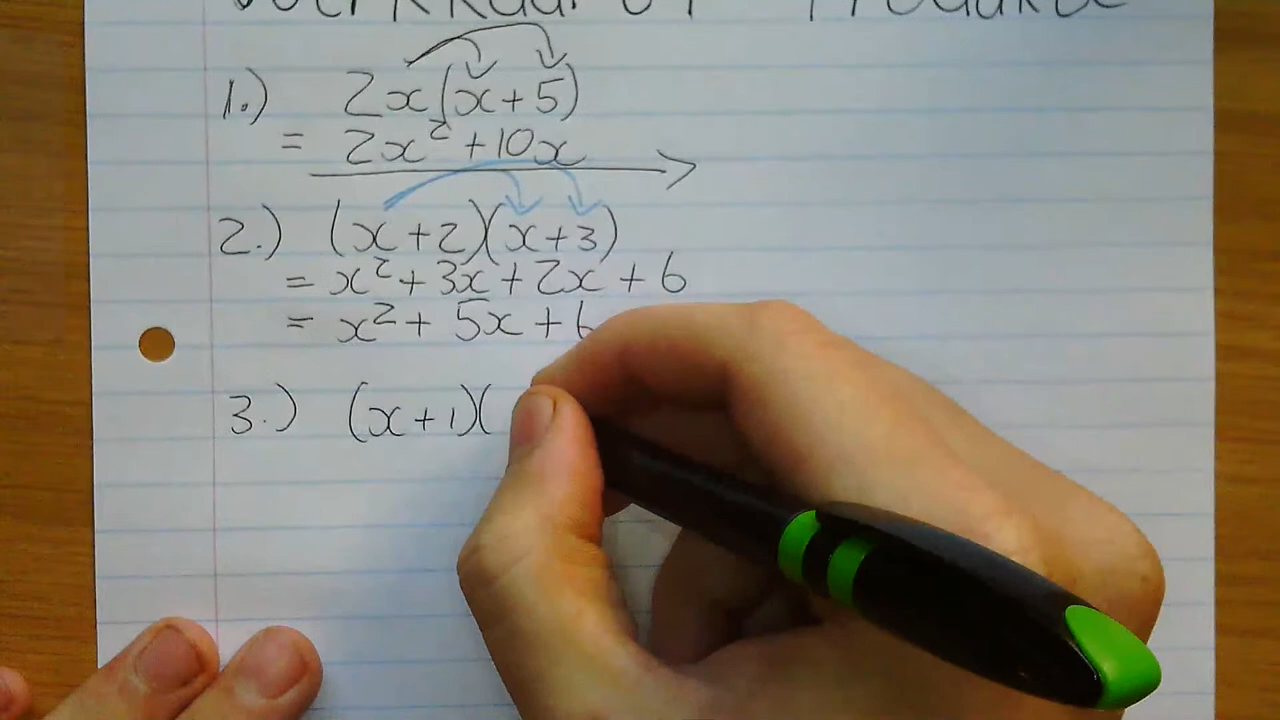 1.) 2x(x+5)
= 2x² +10x
2.) (x+2)(x+3)
= x² + 3x + 2x + 6
= x² + 5x + 6
3.) (x+1)(